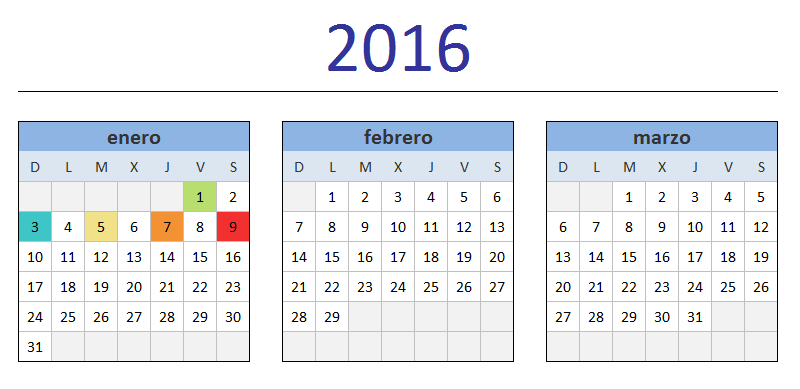 2016
enero febrero marzo
D L M X J V S D L M X J V S D L M X J V S
1 2 1 2 3 4 5 6 1 2 3 4 5
3 4 5 6 7 8 9 7 8 9 10 11 12 13 6 7 8 9 10 11 12
10 11 12 13 14 15 16 14 15 16 17 18 19 20 13 14 15 16 17 18 19
17 18 19 20 21 22 23 21 22 23 24 25 26 27 20 21 22 23 24 25 26
24 25 26 27 28 29 30 28 29 27 28 29 30 31
31